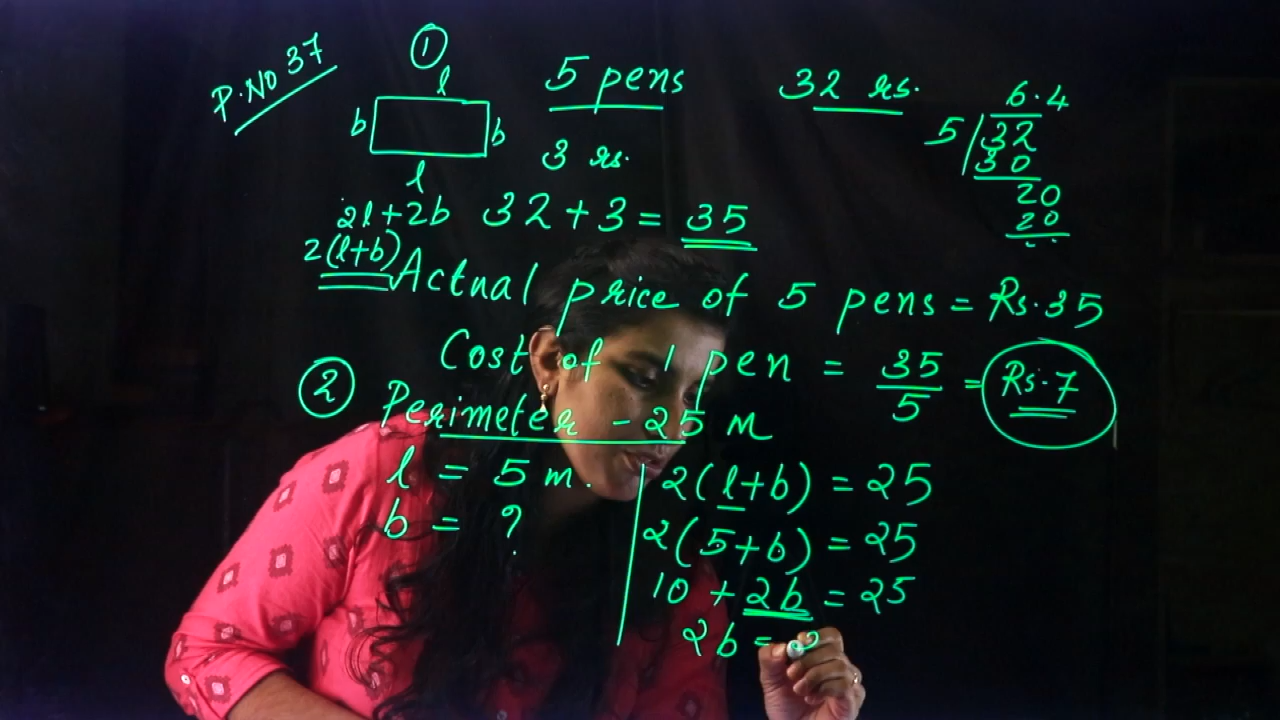 P.No 37
1
l
b b
l
2l+2b
2(l+b)
5 pens 32 rs.
3 rs.
32+3=35
6.4
5 32
30
20
20
Actual price of 5 pens = Rs.35
Cost of 1 pen = 35/5 = Rs.7
2
Perimeter - 25 m
l = 5 m.
b = ?
2(l+b) = 25
2(5+b) = 25
10 + 2b = 25
2b = 2